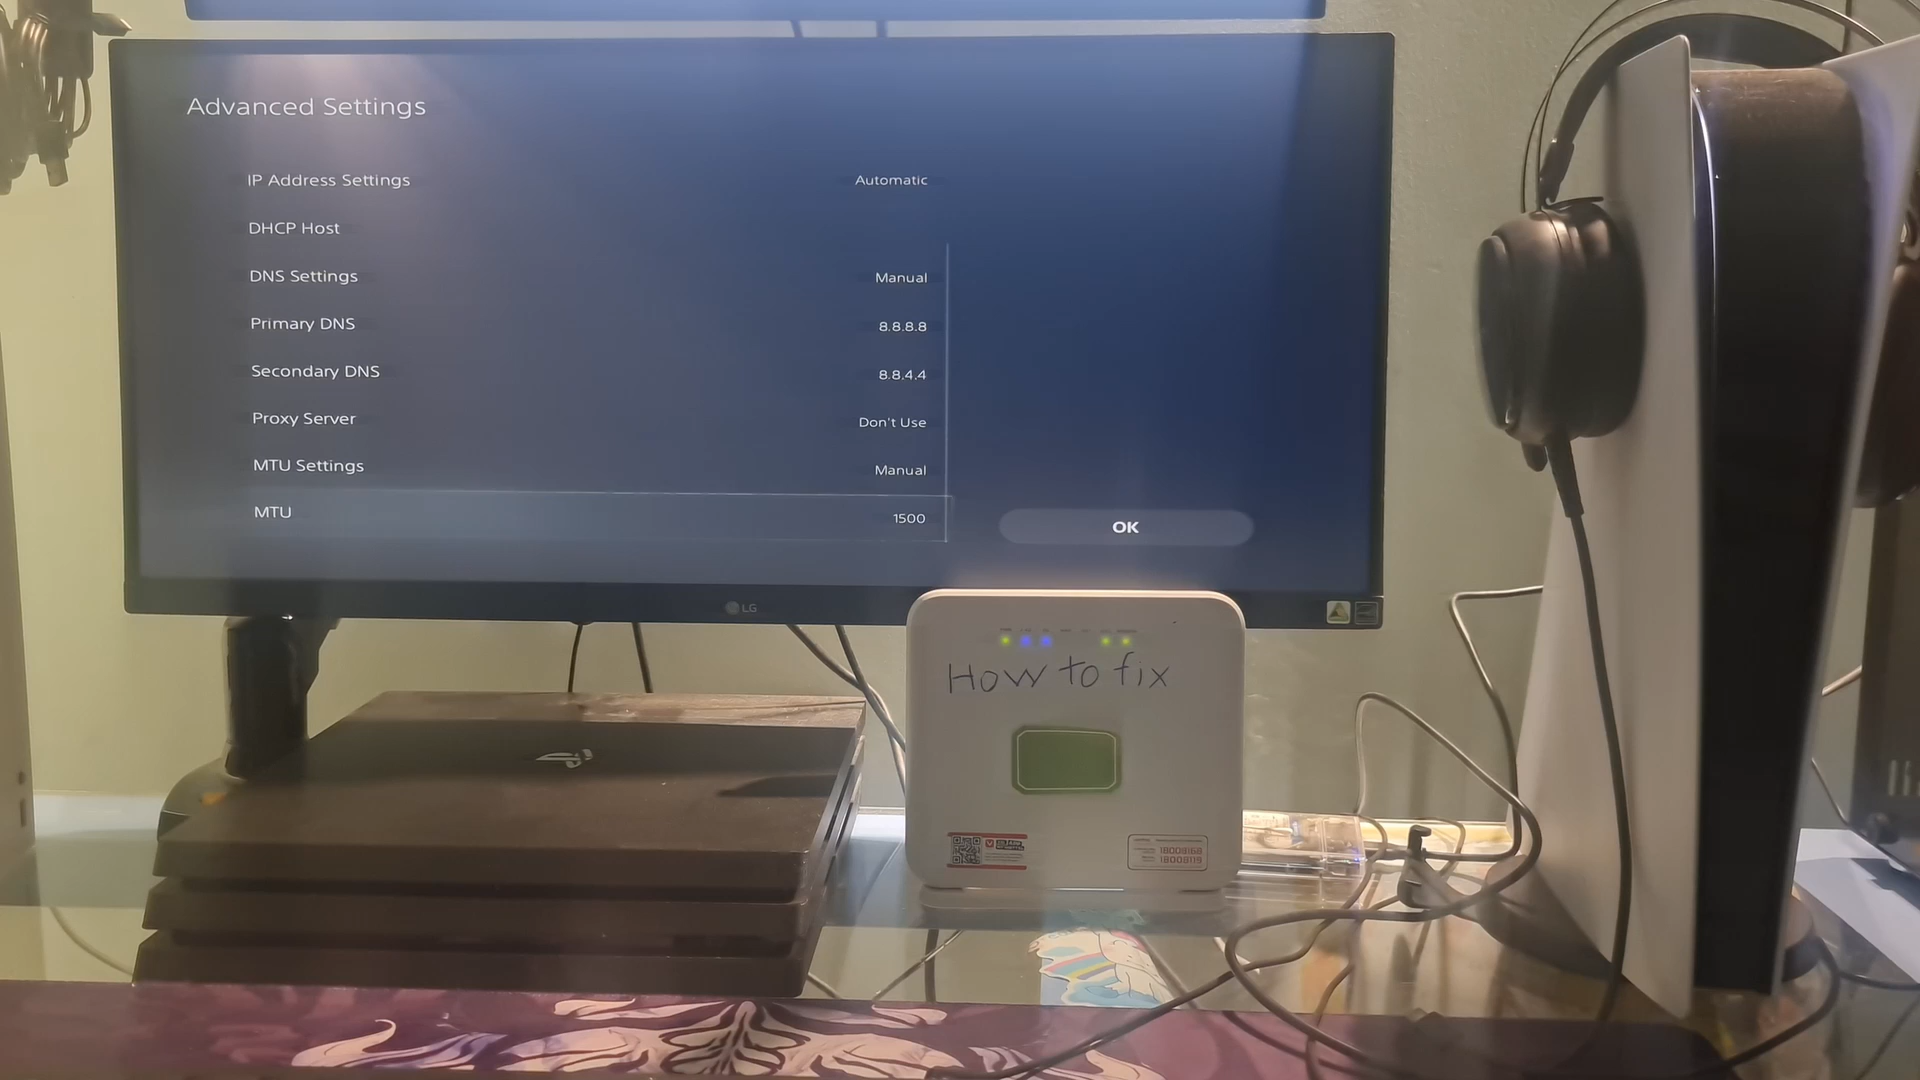 Advanced Settings
IP Address Settings Automatic
DHCP Host
DNS Settings Manual
Primary DNS 8.8.8.8
Secondary DNS 8.8.4.4
Proxy Server Don't Use
MTU Settings Manual
MTU 1500
OK
LG
How to fix